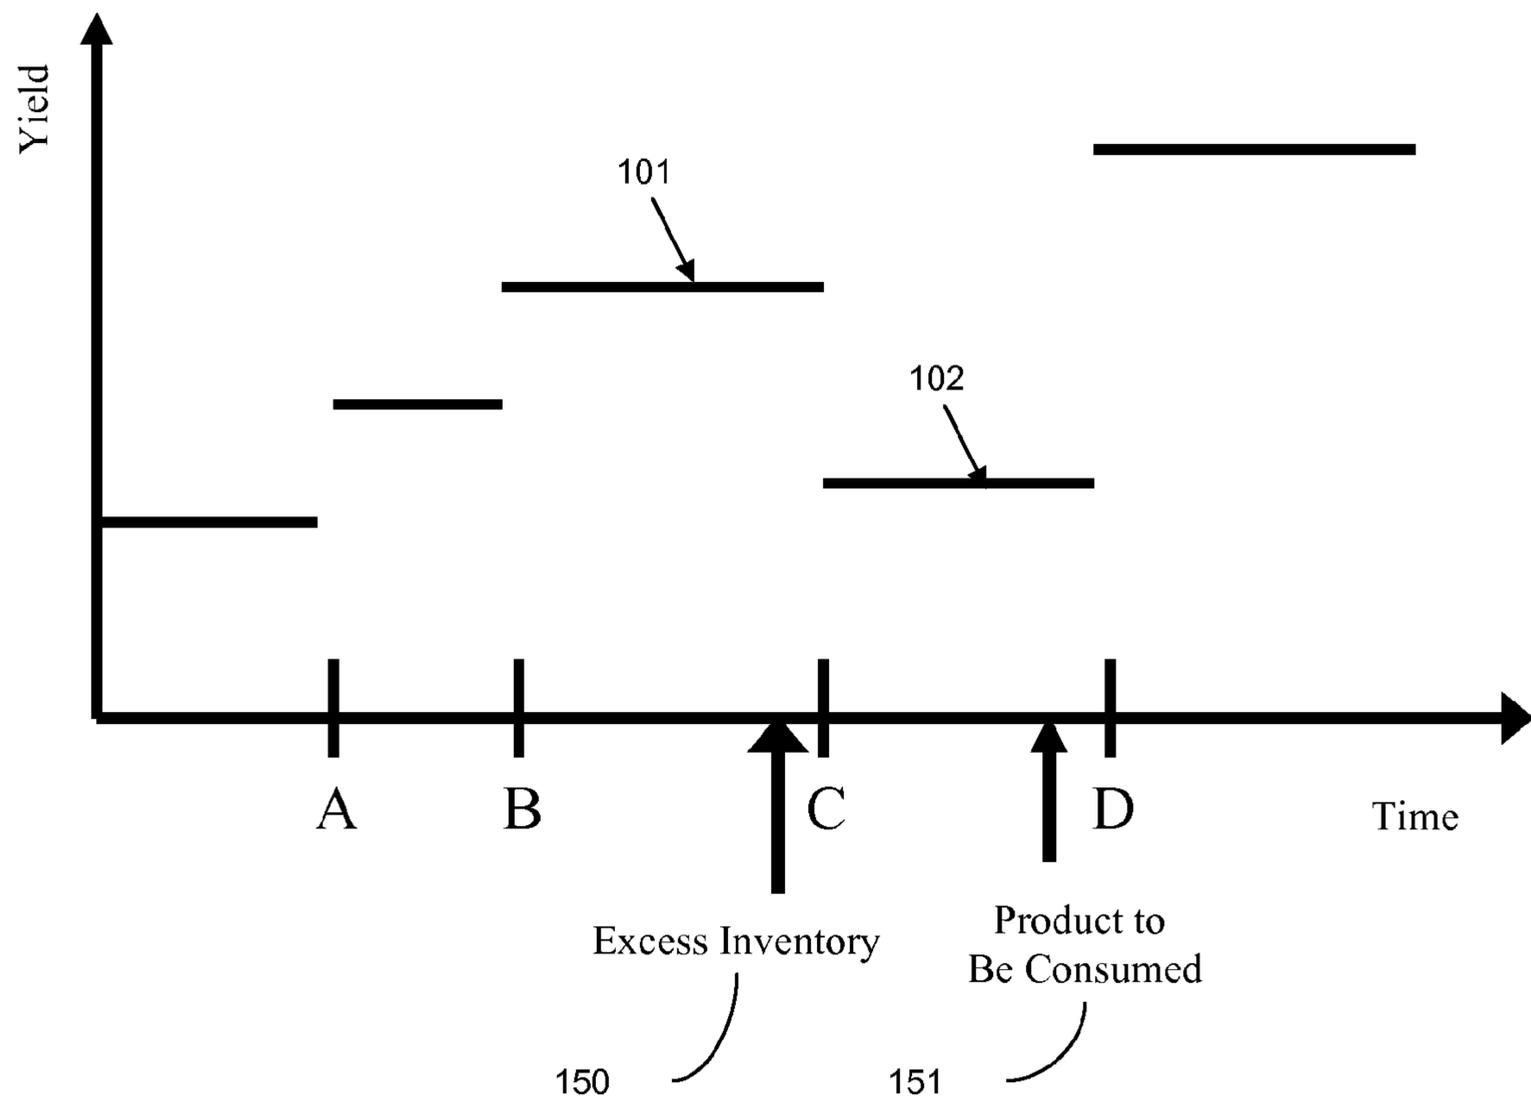 Yield
101
102
A
B
C
D
Time
Excess Inventory
Product to
Be Consumed
150
151